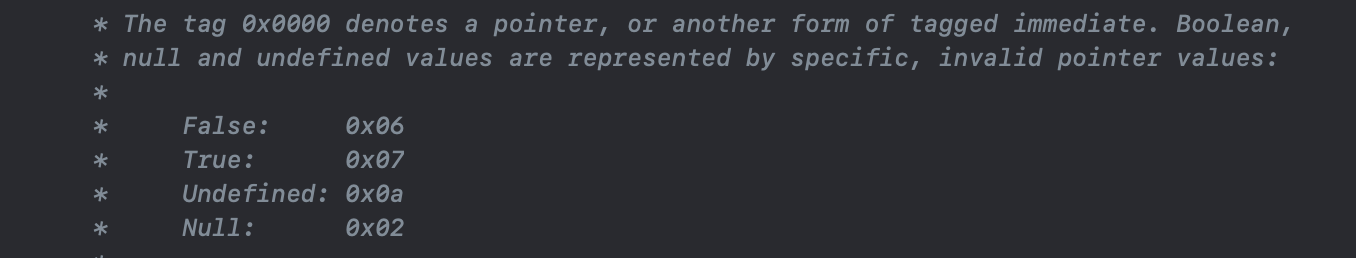 * The tag 0x0000 denotes a pointer, or another form of tagged immediate. Boolean,
* null and undefined values are represented by specific, invalid pointer values:
*
*     False:     0x06
*     True:      0x07
*     Undefined: 0x0a
*     Null:      0x02
*